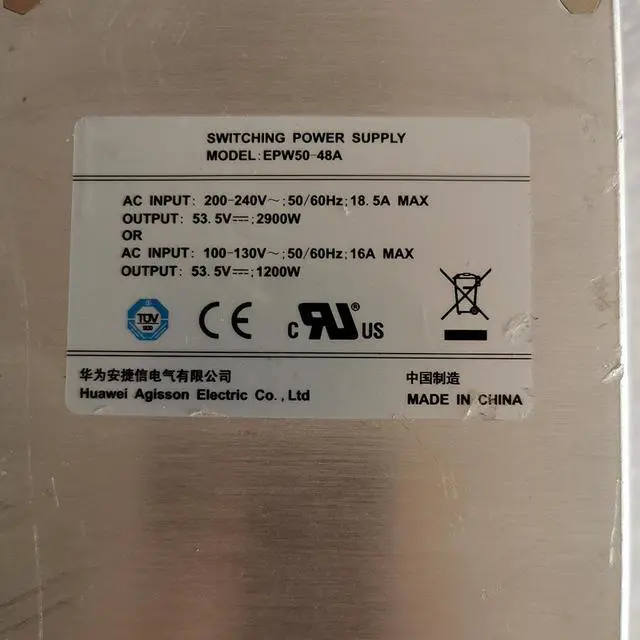 SWITCHING POWER SUPPLY
MODEL:EPW50-48A
AC INPUT: 200-240V～;50/60Hz;18.5A MAX
OUTPUT: 53.5V⎓;2900W
OR
AC INPUT: 100-130V～;50/60Hz;16A MAX
OUTPUT: 53.5V⎓;1200W
TÜV
CE
c RU® US
华为安捷信电气有限公司
Huawei Agisson Electric Co.,Ltd
中国制造
MADE IN CHINA